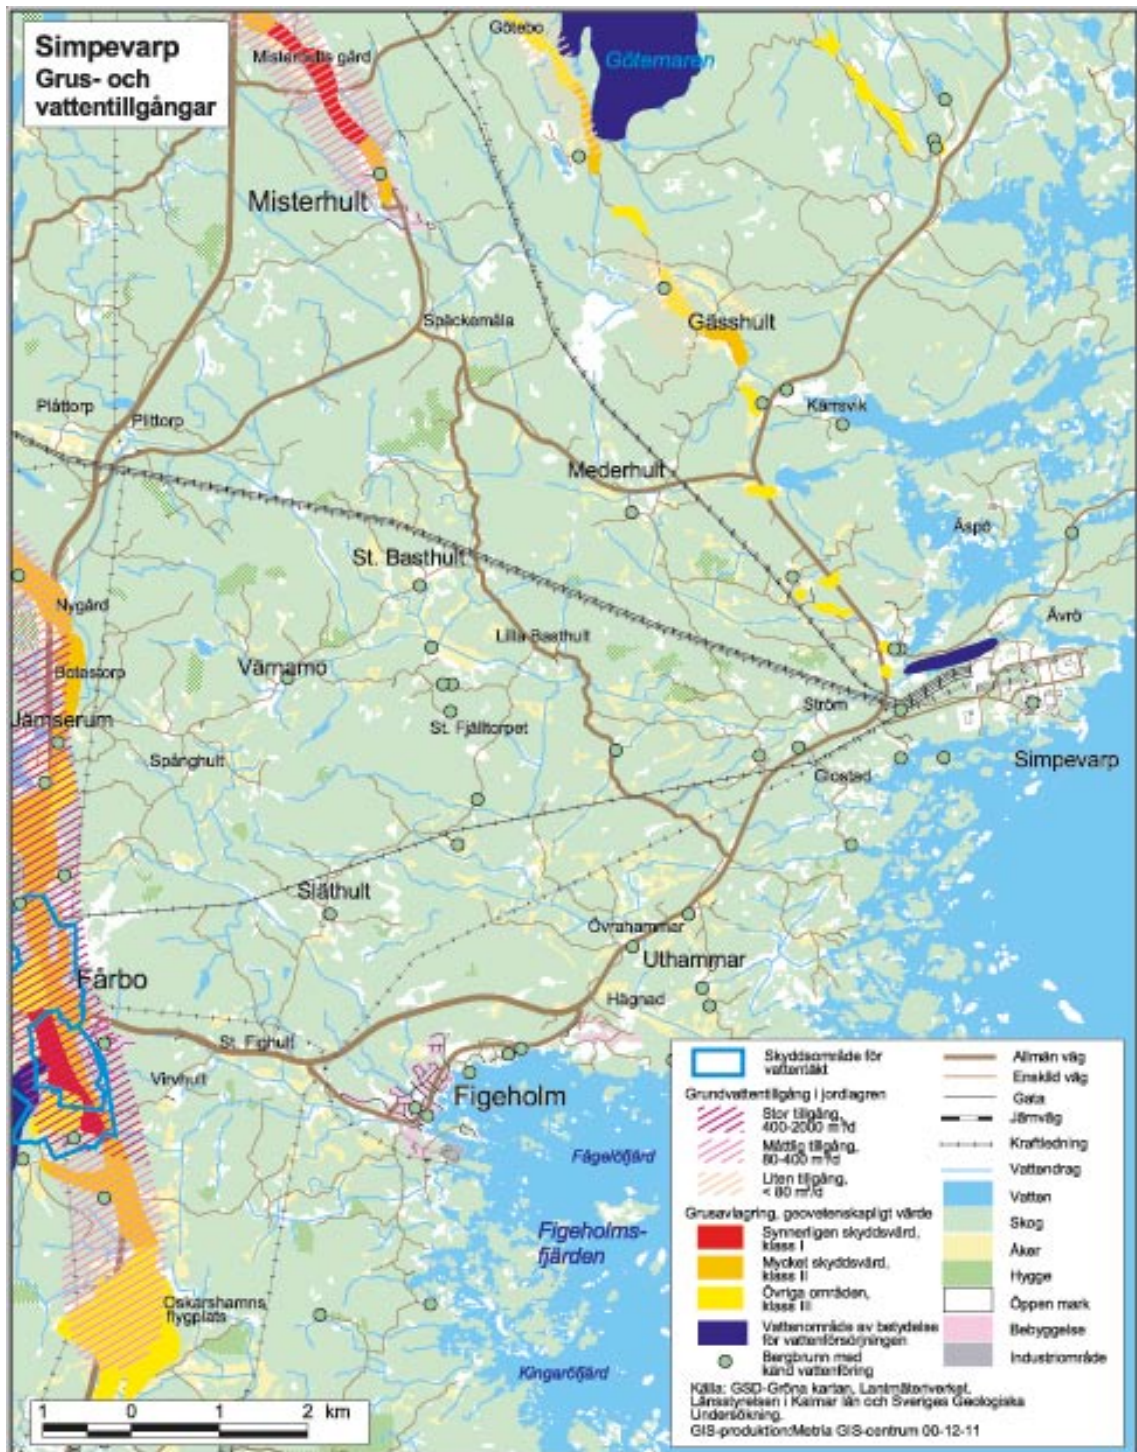 Simpevarp
Grus- och
vattentillgångar
Götebo
Misterhults gård
Götemaren
Misterhult
Späckemåla
Gässhult
Plåttorp
Plittorp
Kärrsvik
Mederhult
Äspö
St. Basthult
Nygård
Ävrö
Lilla Basthult
Värnamo
Botestorp
Jämserum
St. Fjälltorpet
Ström
Spånghult
Glostad
Simpevarp
Släthult
Övrahammar
Uthammar
Fårbo
Hägnad
St. Fighult
Virvhult
Figeholm
Fågelöfjärd
Figeholms-
fjärden
Oskarshamns
flygplats
Kingaröfjärd
1 0 1 2 km
Skyddsområde för
vattentäkt
Grundvattentillgång i jordlagren
Stor tillgång,
400-2000 m³/d
Måttlig tillgång,
80-400 m³/d
Liten tillgång,
< 80 m³/d
Grusavlagring, geovetenskapligt värde
Synnerligen skyddsvärd,
klass I
Mycket skyddsvärd,
klass II
Övriga områden,
klass III
Vattenområde av betydelse
för vattenförsörjningen
Bergbrunn med
känd vattenföring
Allmän väg
Enskild väg
Gata
Järnväg
Kraftledning
Vattendrag
Vatten
Skog
Åker
Hygge
Öppen mark
Bebyggelse
Industriområde
Källa: GSD-Gröna kartan, Lantmäteriverket.
Länsstyrelsen i Kalmar län och Sveriges Geologiska
Undersökning.
GIS-produktion:Metria GIS-centrum 00-12-11